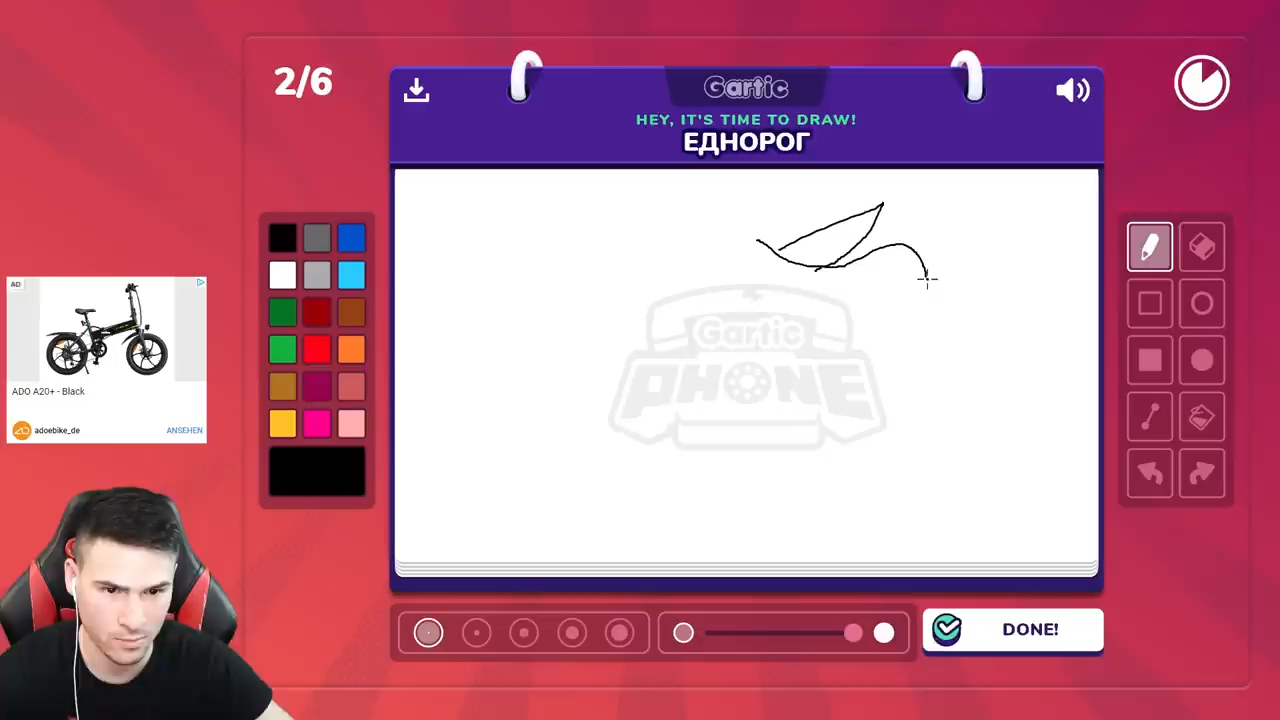 2/6
Gartic
HEY, IT'S TIME TO DRAW!
ЕДНОРОГ
AD
ADO A20+ - Black
adoebike_de
ANSEHEN
Gartic
PHONE
DONE!